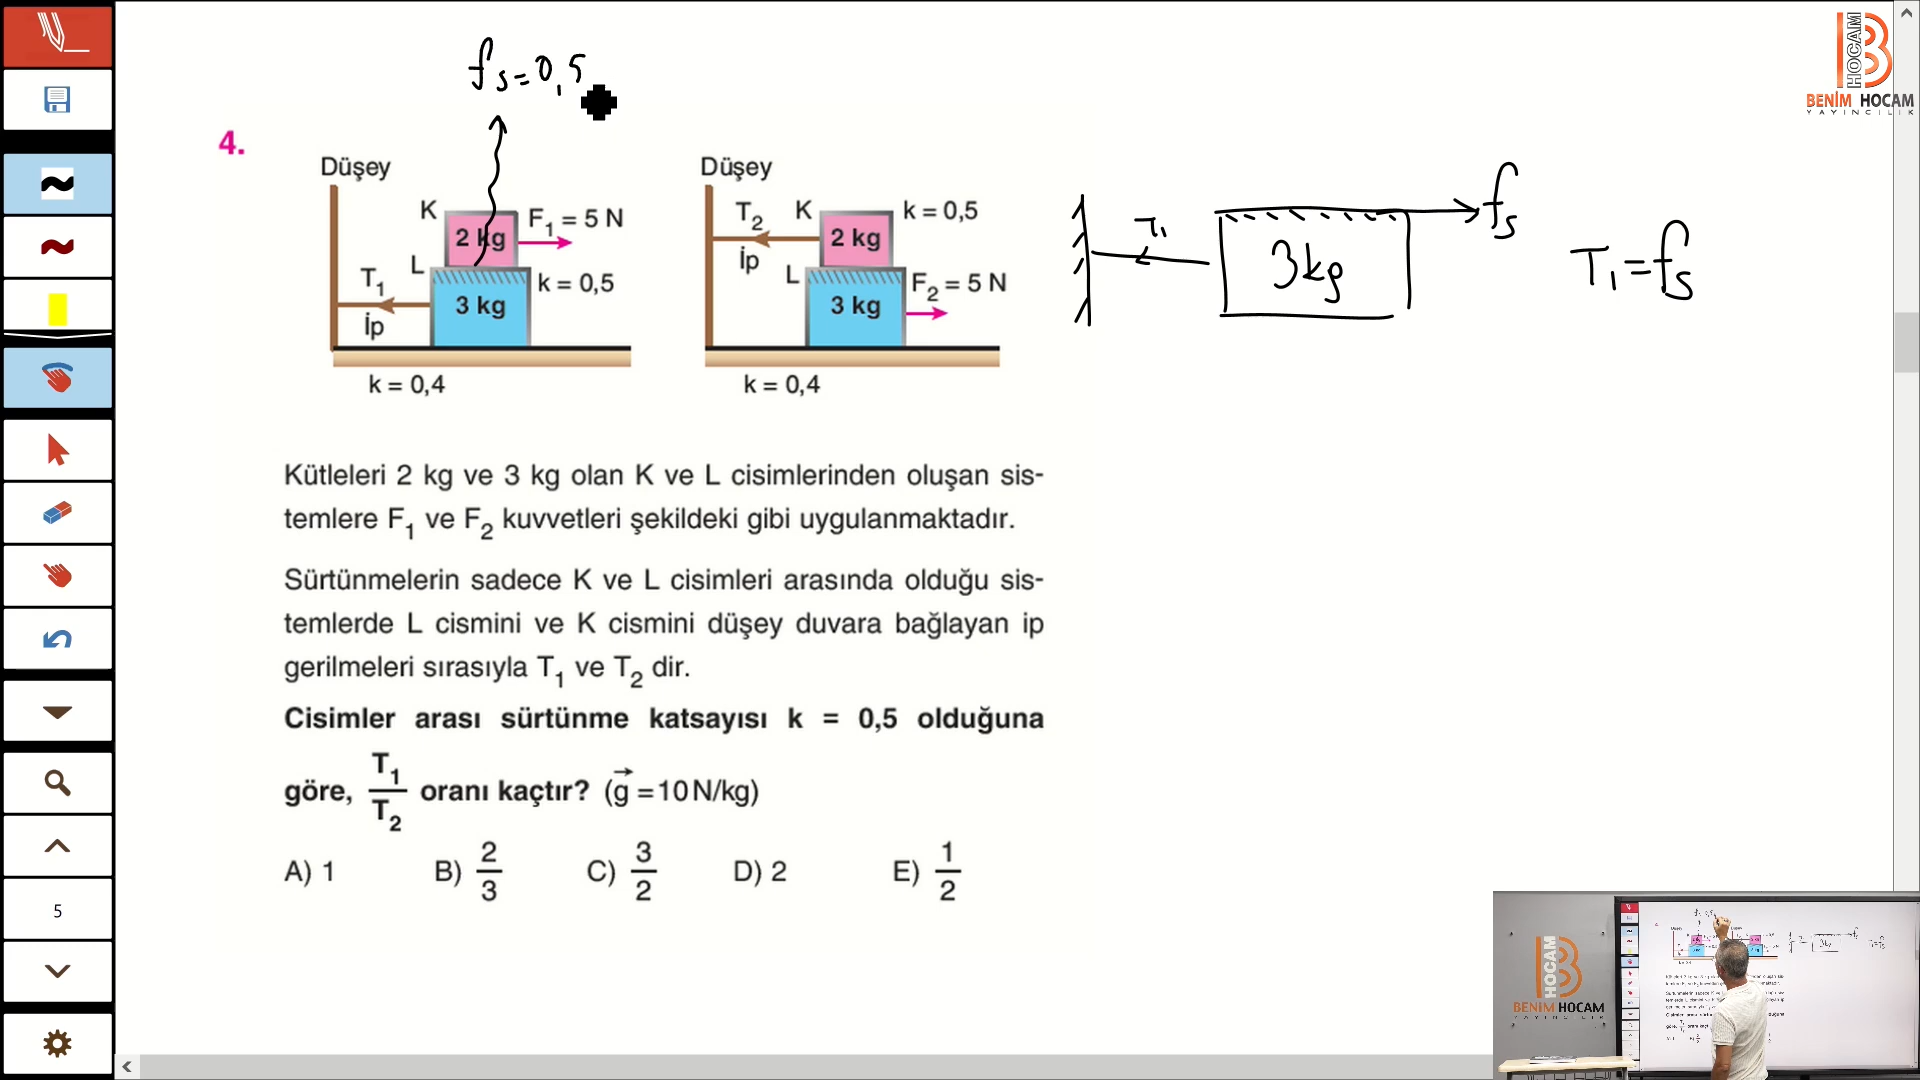 fs=0,5
BENİM HOCAM
YAYINCILIK
4.
Düşey
K
2 kg
F1 = 5 N
L
k = 0,5
T1
İp
3 kg
k = 0,4
Düşey
T2
K
k = 0,5
2 kg
İp
L
F2 = 5 N
3 kg
k = 0,4
T1
3kg
fs
T1=fs
Kütleleri 2 kg ve 3 kg olan K ve L cisimlerinden oluşan sis-
temlere F1 ve F2 kuvvetleri şekildeki gibi uygulanmaktadır.
Sürtünmelerin sadece K ve L cisimleri arasında olduğu sis-
temlerde L cismini ve K cismini düşey duvara bağlayan ip
gerilmeleri sırasıyla T1 ve T2 dir.
Cisimler arası sürtünme katsayısı k = 0,5 olduğuna
göre, T1/T2 oranı kaçtır? (g⃗ = 10 N/kg)
A) 1 B) 2/3 C) 3/2 D) 2 E) 1/2
5
BENİM HOCAM
YAYINCILIK